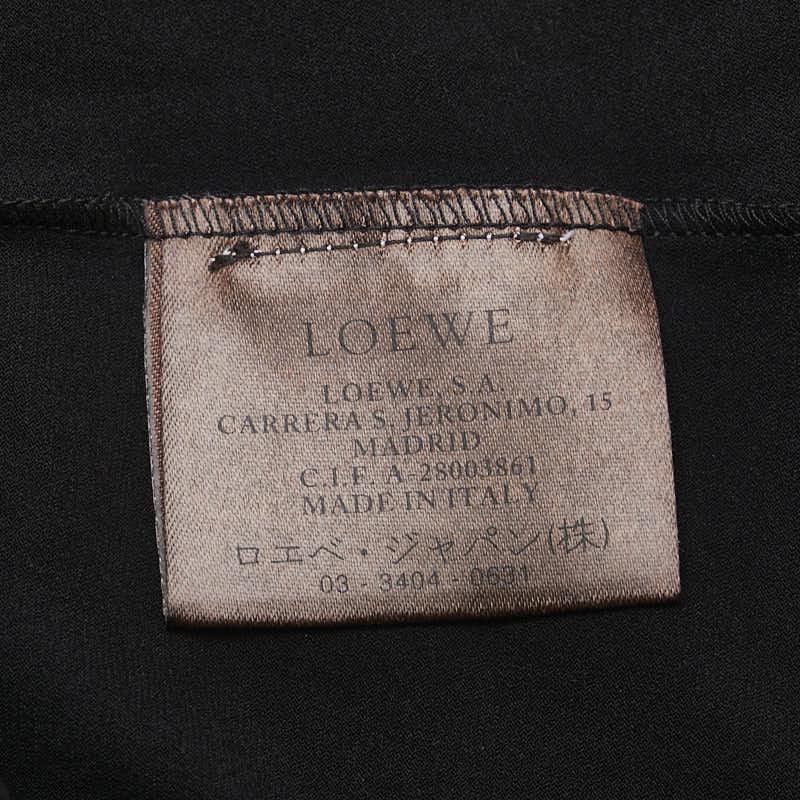 LOEWE
LOEWE, S.A.
CARRERA S. JERONIMO, 15
MADRID
C.I.F. A-28003861
MADE IN ITALY
ロエベ・ジャパン(株)
03 - 3404 - 0631